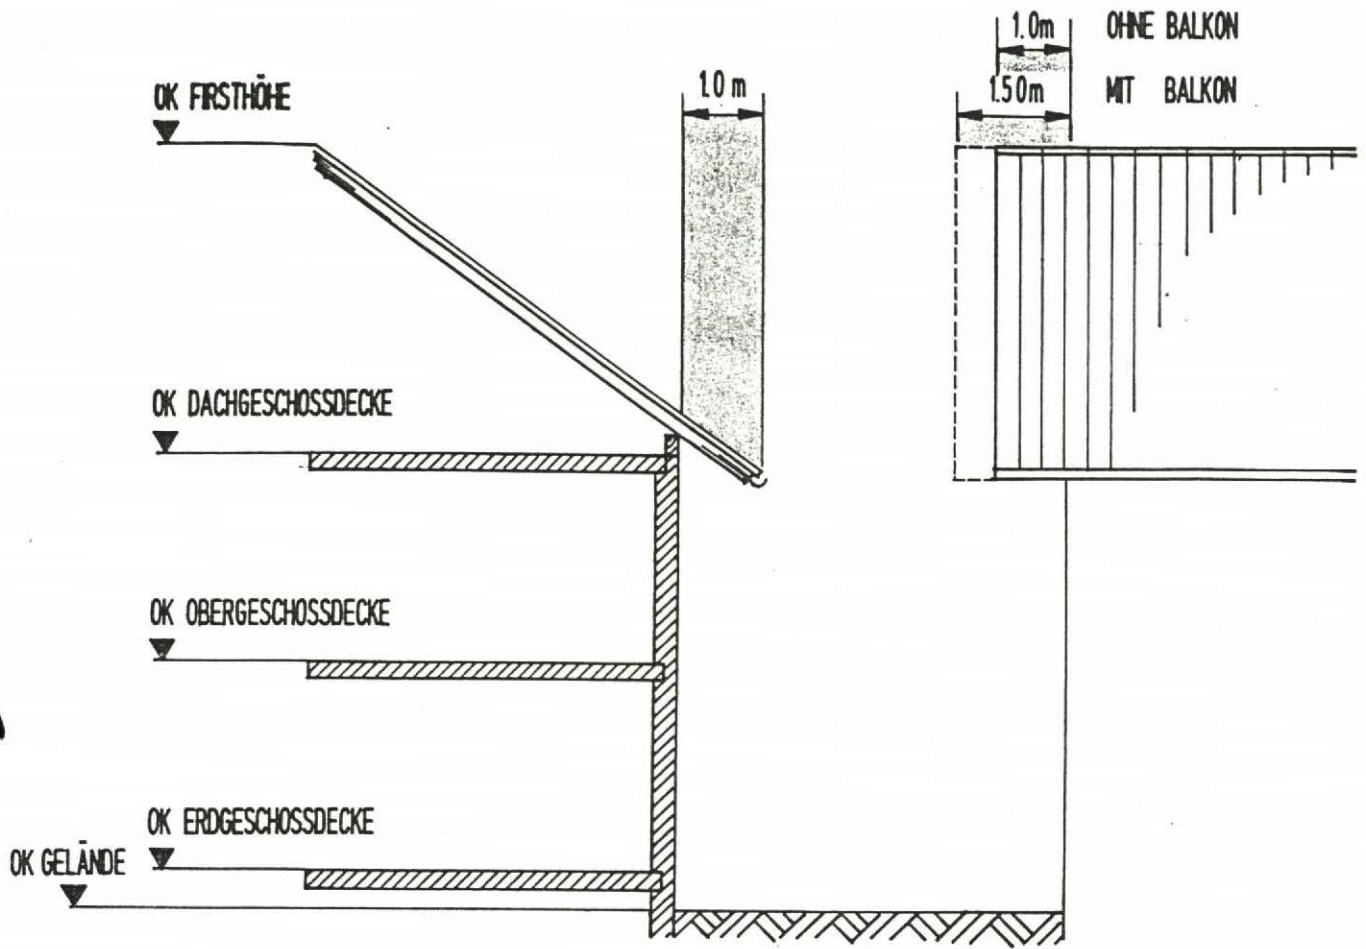 1.0m OHNE BALKON
1.50m MIT BALKON
1.0 m
OK FIRSTHÖHE
OK DACHGESCHOSSDECKE
OK OBERGESCHOSSDECKE
OK ERDGESCHOSSDECKE
OK GELÄNDE